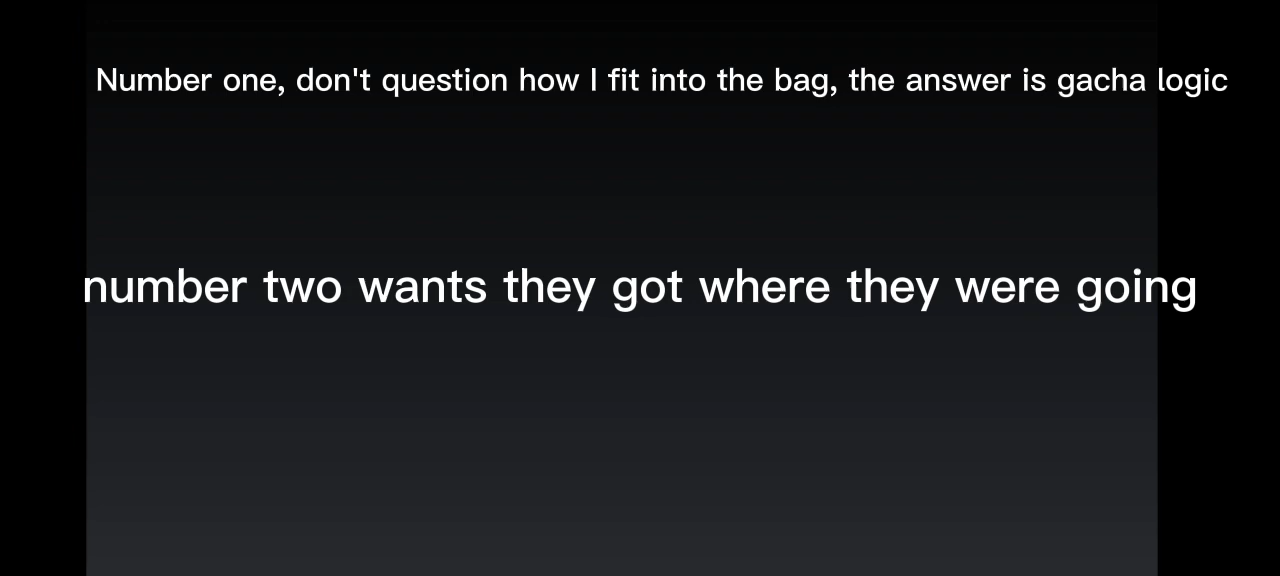 Number one, don't question how I fit into the bag, the answer is gacha logic
number two wants they got where they were going